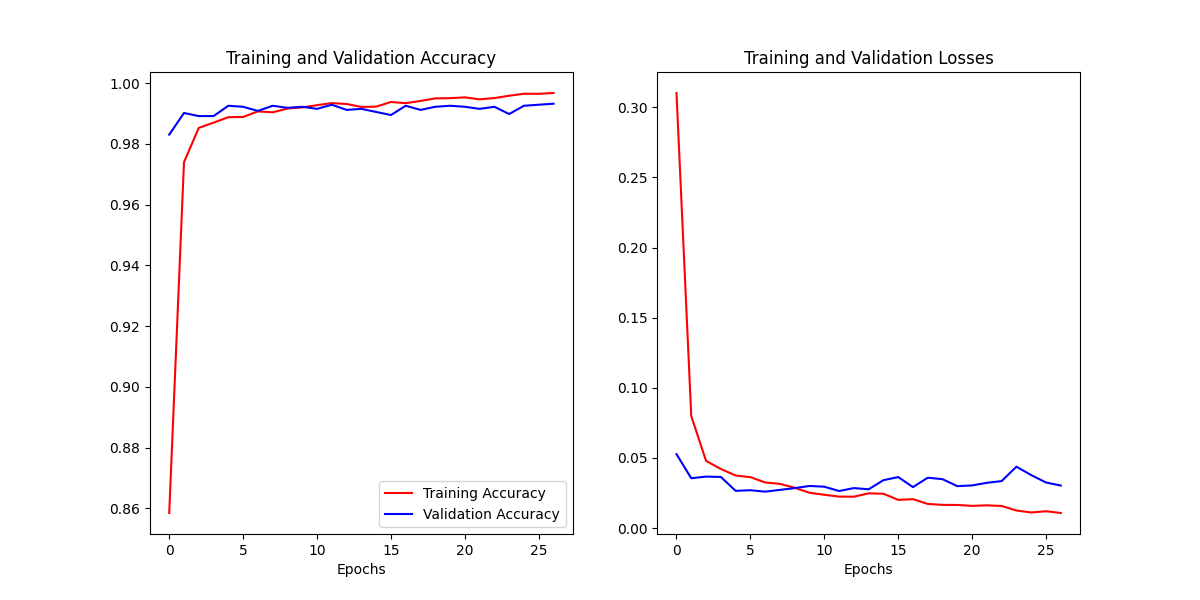 Training and Validation Accuracy
1.00
0.98
0.96
0.94
0.92
0.90
0.88
0.86
Training Accuracy
Validation Accuracy
0 5 10 15 20 25
Epochs
Training and Validation Losses
0.30
0.25
0.20
0.15
0.10
0.05
0.00
0 5 10 15 20 25
Epochs